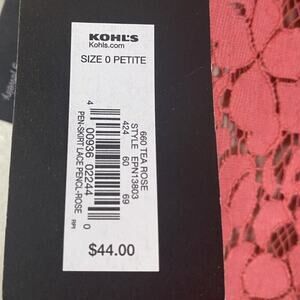 KOHL'S
Kohls.com
SIZE 0 PETITE
660 TEA ROSE
STYLE EPN13803
424 60 69
4 00936 02244 0
PEN-SKIRT LACE PENCL-ROSE
RPI
$44.00